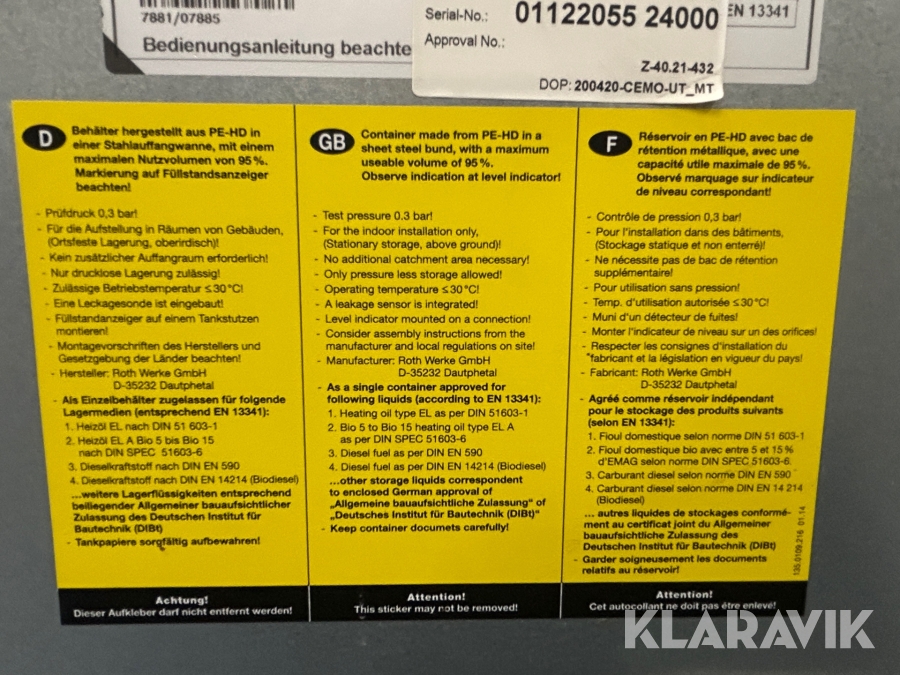 7881/07885
Bedienungsanleitung beachte
Serial-No.: 01122055 24000
Approval No.:
Z-40.21-432
DOP: 200420-CEMO-UT_MT
EN 13341
D
Behälter hergestellt aus PE-HD in
einer Stahlauffangwanne, mit einem
maximalen Nutzvolumen von 95%.
Markierung auf Füllstandsanzeiger
beachten!
- Prüfdruck 0,3 bar!
- Für die Aufstellung in Räumen von Gebäuden,
(Ortsfeste Lagerung, oberirdisch)!
- Kein zusätzlicher Auffangraum erforderlich!
- Nur drucklose Lagerung zulässig!
- Zulässige Betriebstemperatur ≤ 30°C!
- Eine Leckagesonde ist eingebaut!
- Füllstandanzeiger auf einem Tankstutzen
montieren!
- Montagevorschriften des Herstellers und
Gesetzgebung der Länder beachten!
- Hersteller: Roth Werke GmbH
D-35232 Dautphetal
- Als Einzelbehälter zugelassen für folgende
Lagermedien (entsprechend EN 13341):
1. Heizöl EL nach DIN 51 603-1
2. Heizöl EL A Bio 5 bis Bio 15
nach DIN SPEC 51603-6
3. Dieselkraftstoff nach DIN EN 590
4. Dieselkraftstoff nach DIN EN 14214 (Biodiesel)
...weitere Lagerflüssigkeiten entsprechend
beiliegender Allgemeiner bauaufsichtlicher
Zulassung des Deutschen Institut für
Bautechnik (DIBt)
- Tankpapiere sorgfältig aufbewahren!
Achtung!
Dieser Aufkleber darf nicht entfernt werden!
GB
Container made from PE-HD in a
sheet steel bund, with a maximum
useable volume of 95%.
Observe indication at level indicator!
- Test pressure 0.3 bar!
- For the indoor installation only,
(Stationary storage, above ground)!
- No additional catchment area necessary!
- Only pressure less storage allowed!
- Operating temperature ≤ 30°C!
- A leakage sensor is integrated!
- Level indicator mounted on a connection!
- Consider assembly instructions from the
manufacturer and local regulations on site!
- Manufacturer: Roth Werke GmbH
D-35232 Dautphetal
- As a single container approved for
following liquids (according to EN 13341):
1. Heating oil type EL as per DIN 51603-1
2. Bio 5 to Bio 15 heating oil type EL A
as per DIN SPEC 51603-6
3. Diesel fuel as per DIN EN 590
4. Diesel fuel as per DIN EN 14214 (Biodiesel)
...other storage liquids correspondent
to enclosed German approval of
„Allgemeine bauaufsichtliche Zulassung“ of
„Deutsches Institut für Bautechnik (DIBt)“
- Keep container documets carefully!
Attention!
This sticker may not be removed!
F
Réservoir en PE-HD avec bac de
rétention métallique, avec une
capacité utile maximale de 95%.
Observé marquage sur indicateur
de niveau correspondant!
- Contrôle de pression 0,3 bar!
- Pour l'installation dans des bâtiments,
(Stockage statique et non enterré)!
- Ne nécessite pas de bac de rétention
supplémentaire!
- Pour utilisation sans pression!
- Temp. d'utilisation autorisée ≤ 30°C!
- Muni d'un détecteur de fuites!
- Monter l'indicateur de niveau sur un des orifices!
- Respecter les consignes d'installation du
fabricant et la législation en vigueur du pays!
- Fabricant: Roth Werke GmbH
D-35232 Dautphetal
- Agréé comme réservoir indépendant
pour le stockage des produits suivants
(selon EN 13341):
1. Fioul domestique selon norme DIN 51 603-1
2. Fioul domestique bio avec entre 5 et 15 %
d'EMAG selon norme DIN SPEC 51603-6.
3. Carburant diesel selon norme DIN EN 590
4. Carburant diesel selon norme DIN EN 14 214
(Biodiesel)
... autres liquides de stockages conformé-
ment au certificat joint du Allgemeiner
bauaufsichtliche Zulassung des
Deutschen Institut für Bautechnik (DIBt)
- Garder soigneusement les documents
relatifs au réservoir!
135.0109.216 01.14
Attention!
Cet autocollant ne doit pas être enlevé!
KLARAVIK